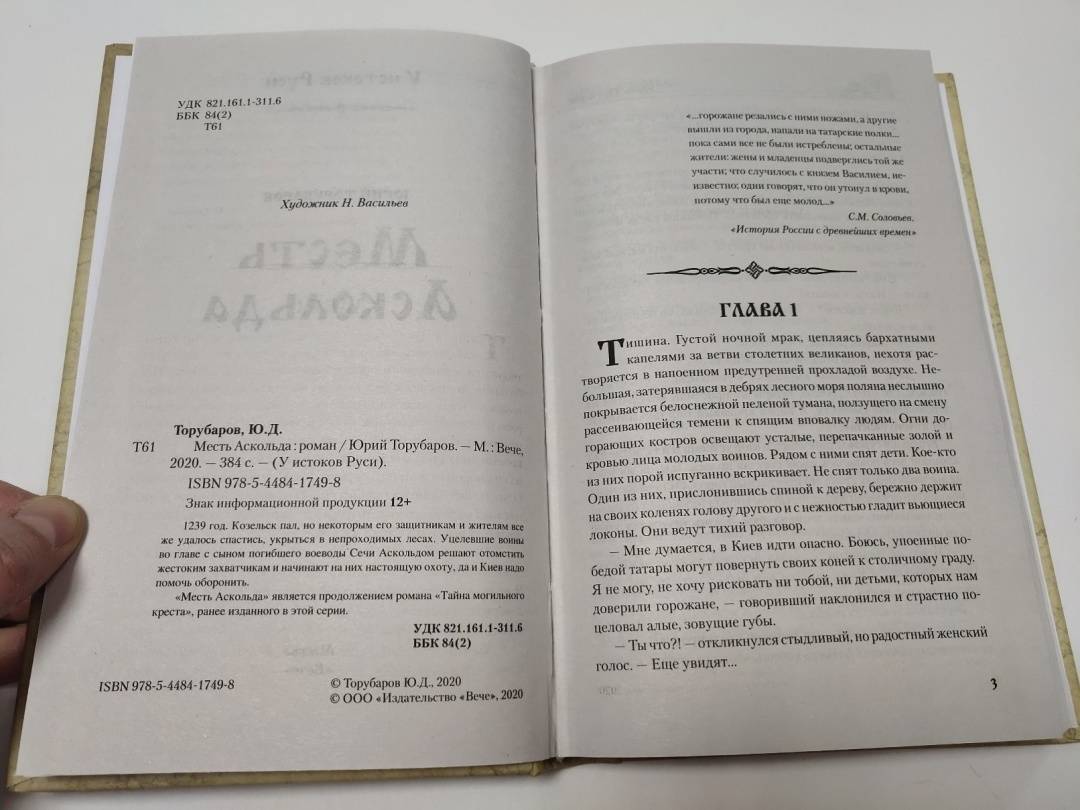 УДК 821.161.1-311.6
ББК 84(2)
Т61
Художник Н. Васильев
Торубаров, Ю.Д.
Т61 Месть Аскольда : роман / Юрий Торубаров. — М. : Вече,
2020. — 384 с. — (У истоков Руси).
ISBN 978-5-4484-1749-8
Знак информационной продукции 12+
1239 год. Козельск пал, но некоторым его защитникам и жителям все
же удалось спастись, укрыться в непроходимых лесах. Уцелевшие воины
во главе с сыном погибшего воеводы Сечи Аскольдом решают отомстить
жестоким захватчикам и начинают на них настоящую охоту, да и Киев надо
помочь оборонить.
«Месть Аскольда» является продолжением романа «Тайна могильного
креста», ранее изданного в этой серии.
УДК 821.161.1-311.6
ББК 84(2)
ISBN 978-5-4484-1749-8
© Торубаров Ю.Д., 2020
© ООО «Издательство «Вече», 2020
«...горожане резались с ними ножами, а другие
вышли из города, напали на татарские полки...
пока сами все не были истреблены; остальные
жители: жены и младенцы подверглись той же
участи; что случилось с князем Василием, не-
известно; одни говорят, что он утонул в крови,
потому что был еще молод...»
С.М. Соловьев.
«История России с древнейших времен»
ГЛАВА 1
Тишина. Густой ночной мрак, цепляясь бархатными
капелями за ветви столетних великанов, нехотя рас-
творяется в напоенном предутренней прохладой воздухе. Не-
большая, затерявшаяся в дебрях лесного моря поляна неслышно
покрывается белоснежной пеленой тумана, ползущего на смену
рассеивающейся темени к спящим вповалку людям. Огни до-
горающих костров освещают усталые, перепачканные золой и
кровью лица молодых воинов. Рядом с ними спят дети. Кое-кто
из них порой испуганно вскрикивает. Не спят только два воина.
Один из них, прислонившись спиной к дереву, бережно держит
на своих коленях голову другого и с нежностью гладит вьющиеся
локоны. Они ведут тихий разговор.
— Мне думается, в Киев идти опасно. Боюсь, упоенные по-
бедой татары могут повернуть своих коней к столичному граду.
Я не могу, не хочу рисковать ни тобой, ни детьми, которых нам
доверили горожане, — говоривший наклонился и страстно по-
целовал алые, зовущие губы.
— Ты что?! — откликнулся стыдливый, но радостный женский
голос. — Еще увидят...
3